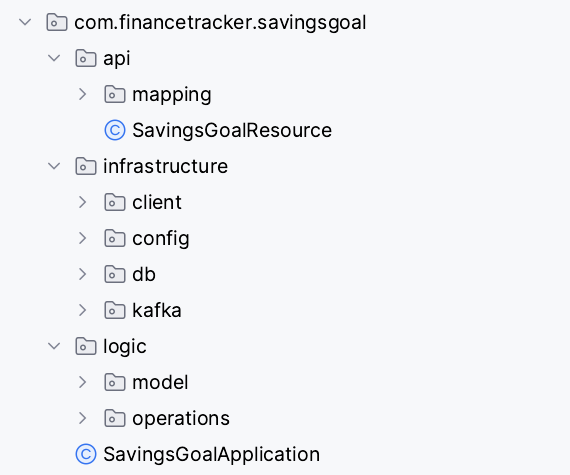 com.financetracker.savingsgoal
api
mapping
SavingsGoalResource
infrastructure
client
config
db
kafka
logic
model
operations
SavingsGoalApplication